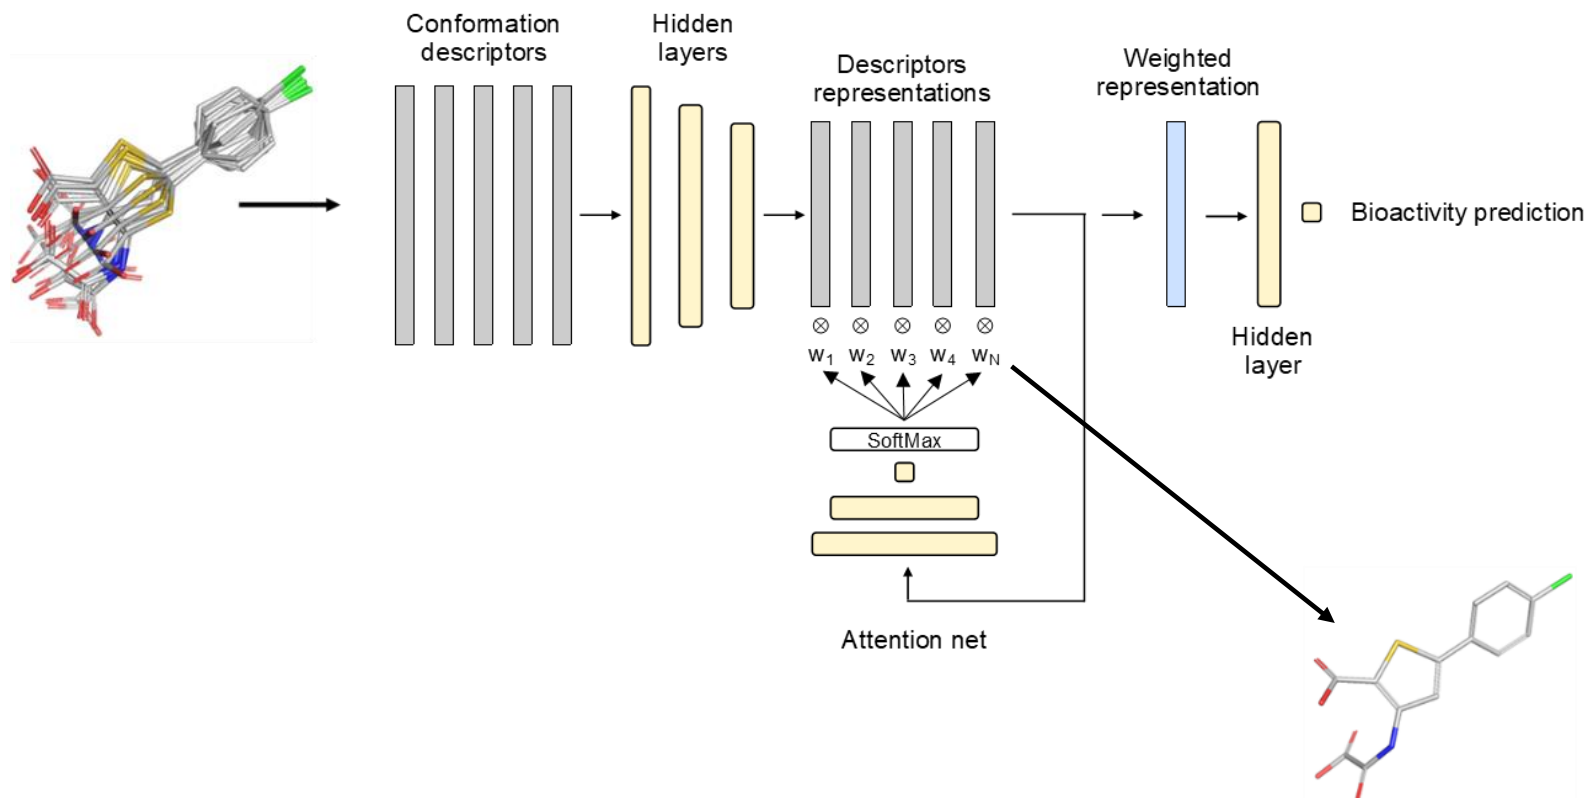 Conformation
descriptors
Hidden
layers
Descriptors
representations
Weighted
representation
Bioactivity prediction
⊗ ⊗ ⊗ ⊗ ⊗
w₁ w₂ w₃ w₄ w_N
Hidden
layer
SoftMax
Attention net